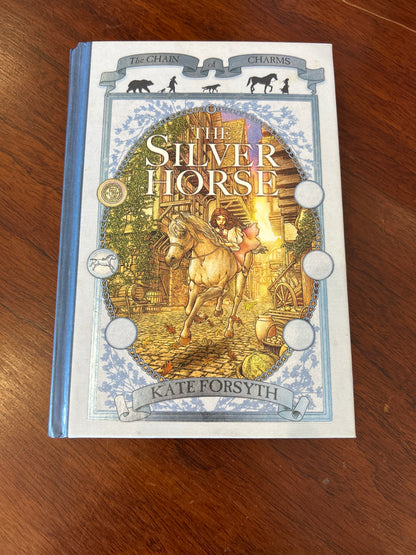 The CHAIN of CHARMS
THE
SILVER
HORSE
KATE FORSYTH